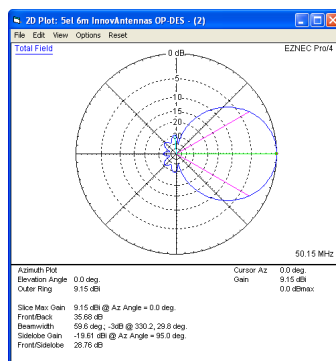 2D Plot: 5el 6m InnovAntennas OP-DES - (2)
File Edit View Options Reset
Total Field
EZNEC Pro/4
0 dB
-5
-10
-15
-20
-30
50.15 MHz
Azimuth Plot
Elevation Angle 0.0 deg.
Outer Ring 9.15 dBi
Cursor Az 0.0 deg.
Gain 9.15 dBi
0.0 dBmax
Slice Max Gain 9.15 dBi @ Az Angle = 0.0 deg.
Front/Back 35.68 dB
Beamwidth 59.6 deg.; -3dB @ 330.2, 29.8 deg.
Sidelobe Gain -19.61 dBi @ Az Angle = 95.0 deg.
Front/Sidelobe 28.76 dB